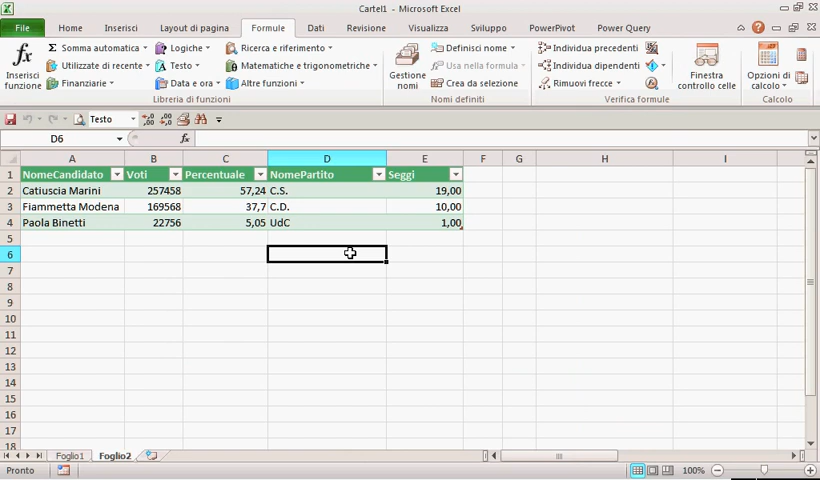 Cartel1 - Microsoft Excel
File Home Inserisci Layout di pagina Formule Dati Revisione Visualizza Sviluppo PowerPivot Power Query
Inserisci funzione
Somma automatica
Utilizzate di recente
Finanziarie
Logiche
Testo
Data e ora
Ricerca e riferimento
Matematiche e trigonometriche
Altre funzioni
Libreria di funzioni
Gestione nomi
Definisci nome
Usa nella formula
Crea da selezione
Nomi definiti
Individua precedenti
Individua dipendenti
Rimuovi frecce
Verifica formule
Finestra controllo celle
Opzioni di calcolo
Calcolo
Testo
D6 fx
A B C D E F G H I
1 NomeCandidato Voti Percentuale NomePartito Seggi
2 Catiuscia Marini 257458 57,24 C.S. 19,00
3 Fiammetta Modena 169568 37,7 C.D. 10,00
4 Paola Binetti 22756 5,05 UdC 1,00
5
6
7
8
9
10
11
12
13
14
15
16
17
18
Foglio1 Foglio2
Pronto 100%